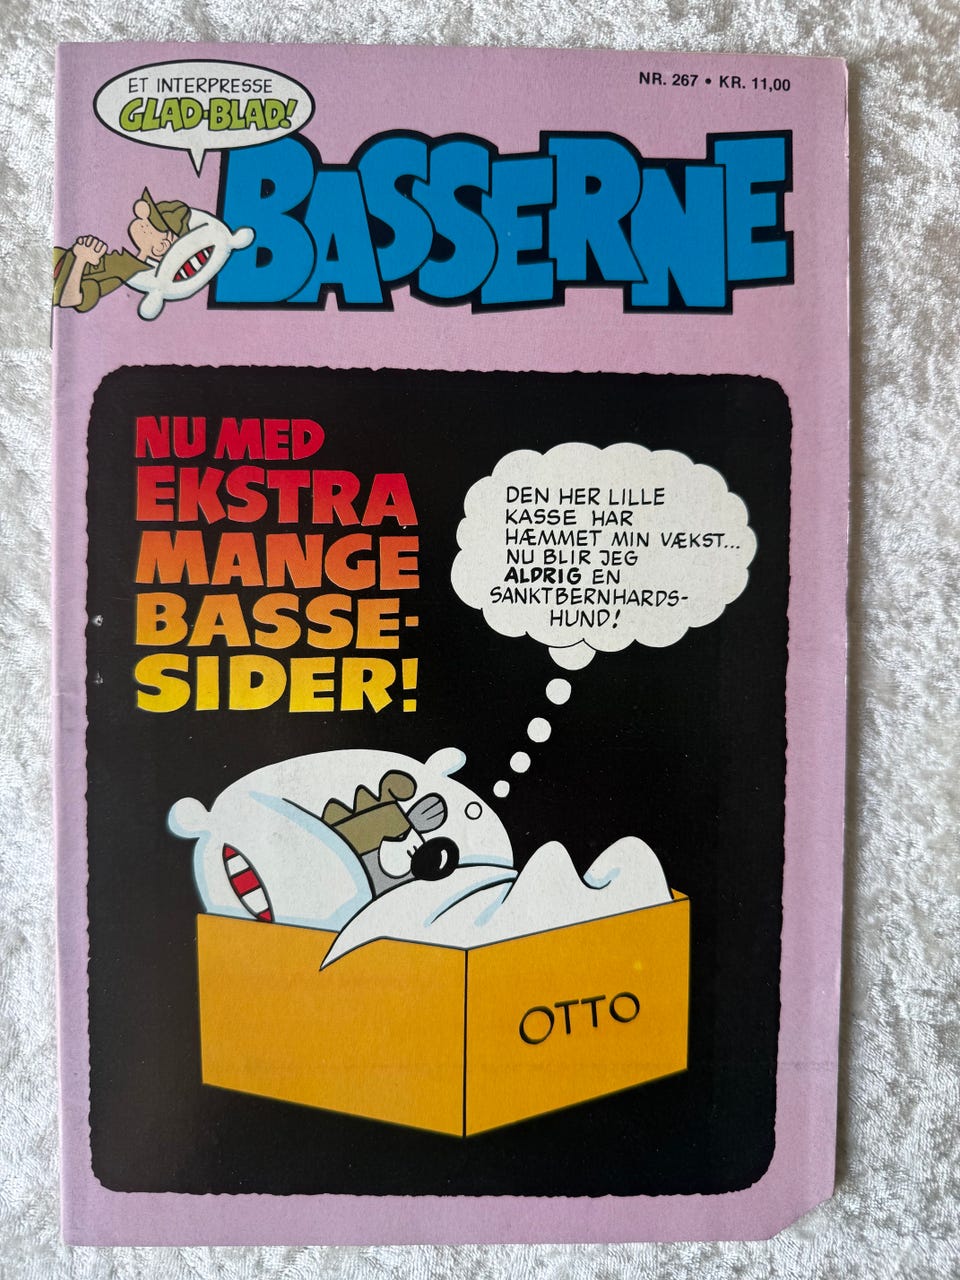 ET INTERPRESSE
GLAD-BLAD!
NR. 267 • KR. 11,00
BASSERNE
NU MED
EKSTRA
MANGE
BASSE-
SIDER!
DEN HER LILLE
KASSE HAR
HÆMMET MIN VÆKST...
NU BLIR JEG
ALDRIG EN
SANKTBERNHARDS-
HUND!
OTTO